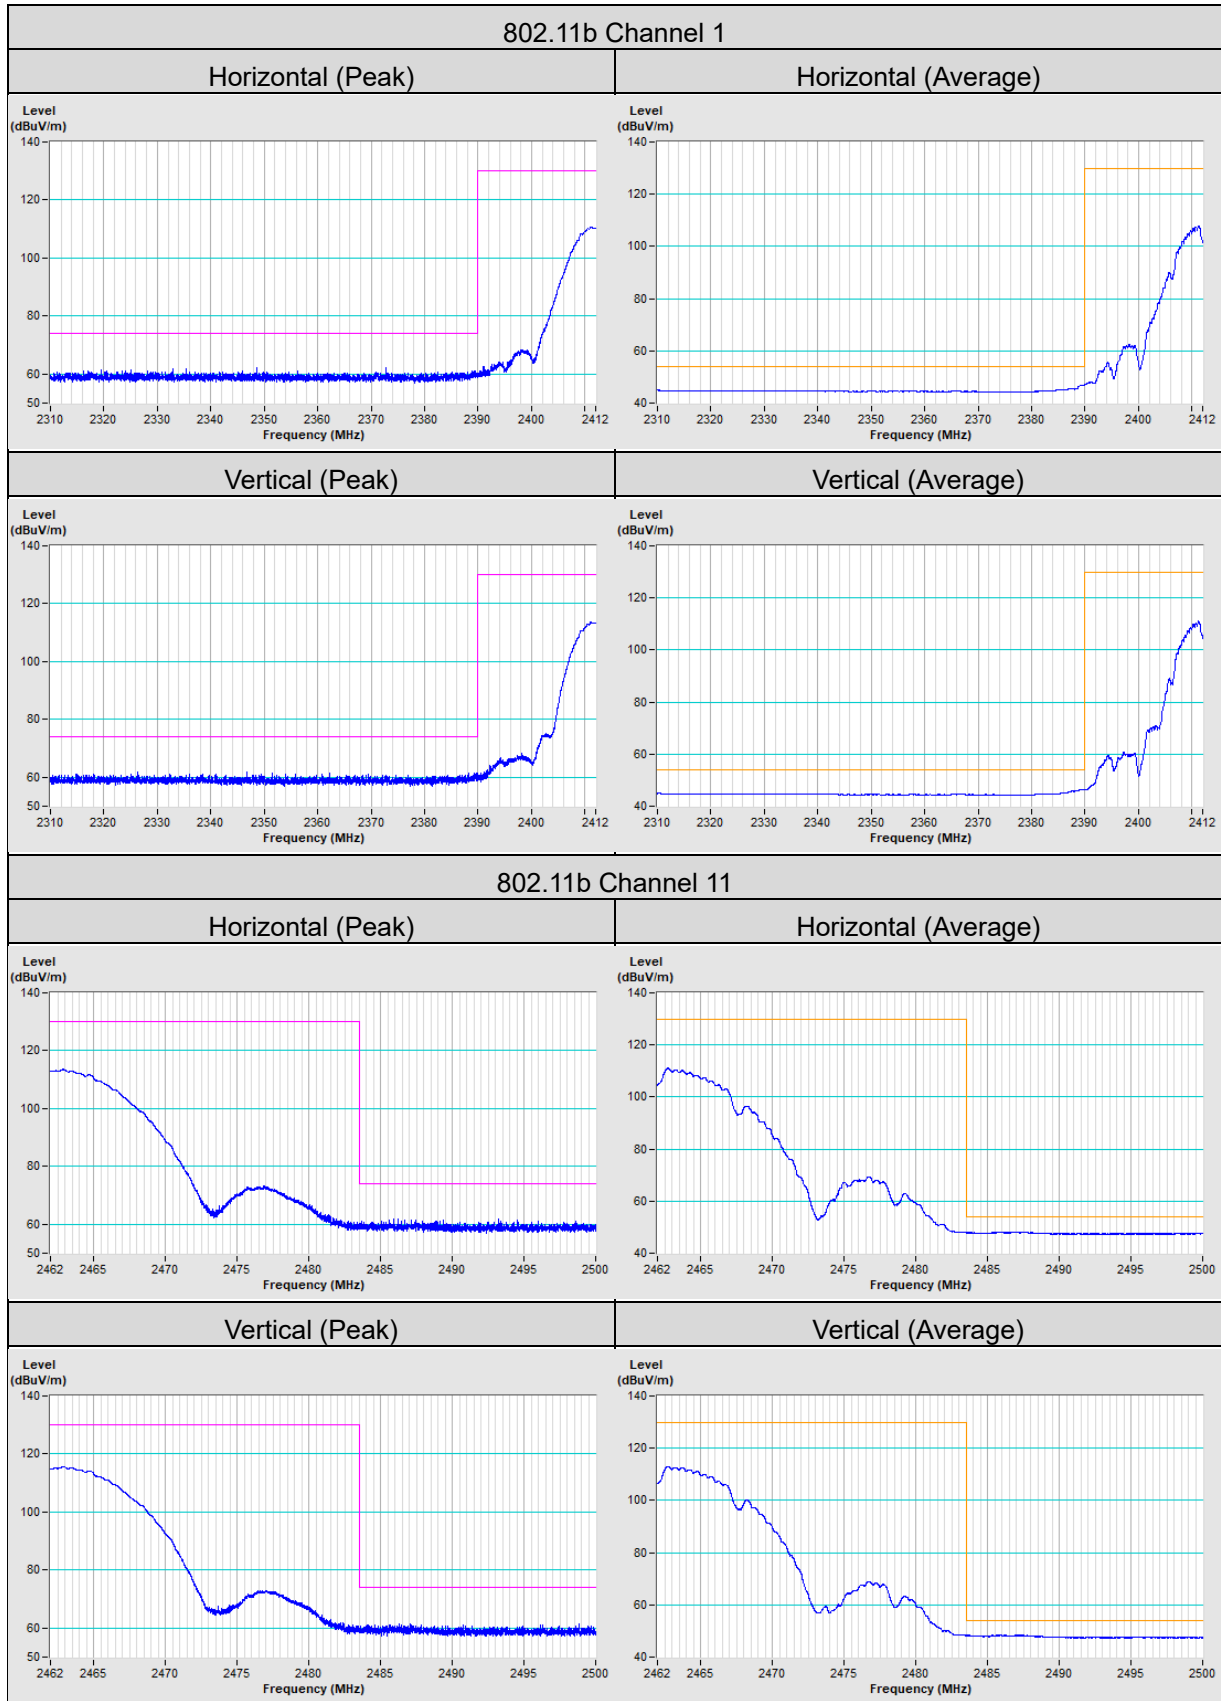 802.11b Channel 1
Horizontal (Peak)
Horizontal (Average)
Level
(dBuV/m)
140
120
100
80
60
50
2310 2320 2330 2340 2350 2360 2370 2380 2390 2400 2412
Frequency (MHz)
Level
(dBuV/m)
140
120
100
80
60
40
2310 2320 2330 2340 2350 2360 2370 2380 2390 2400 2412
Frequency (MHz)
Vertical (Peak)
Vertical (Average)
Level
(dBuV/m)
140
120
100
80
60
50
2310 2320 2330 2340 2350 2360 2370 2380 2390 2400 2412
Frequency (MHz)
Level
(dBuV/m)
140
120
100
80
60
40
2310 2320 2330 2340 2350 2360 2370 2380 2390 2400 2412
Frequency (MHz)
802.11b Channel 11
Horizontal (Peak)
Horizontal (Average)
Level
(dBuV/m)
140
120
100
80
60
50
2462 2465 2470 2475 2480 2485 2490 2495 2500
Frequency (MHz)
Level
(dBuV/m)
140
120
100
80
60
40
2462 2465 2470 2475 2480 2485 2490 2495 2500
Frequency (MHz)
Vertical (Peak)
Vertical (Average)
Level
(dBuV/m)
140
120
100
80
60
50
2462 2465 2470 2475 2480 2485 2490 2495 2500
Frequency (MHz)
Level
(dBuV/m)
140
120
100
80
60
40
2462 2465 2470 2475 2480 2485 2490 2495 2500
Frequency (MHz)